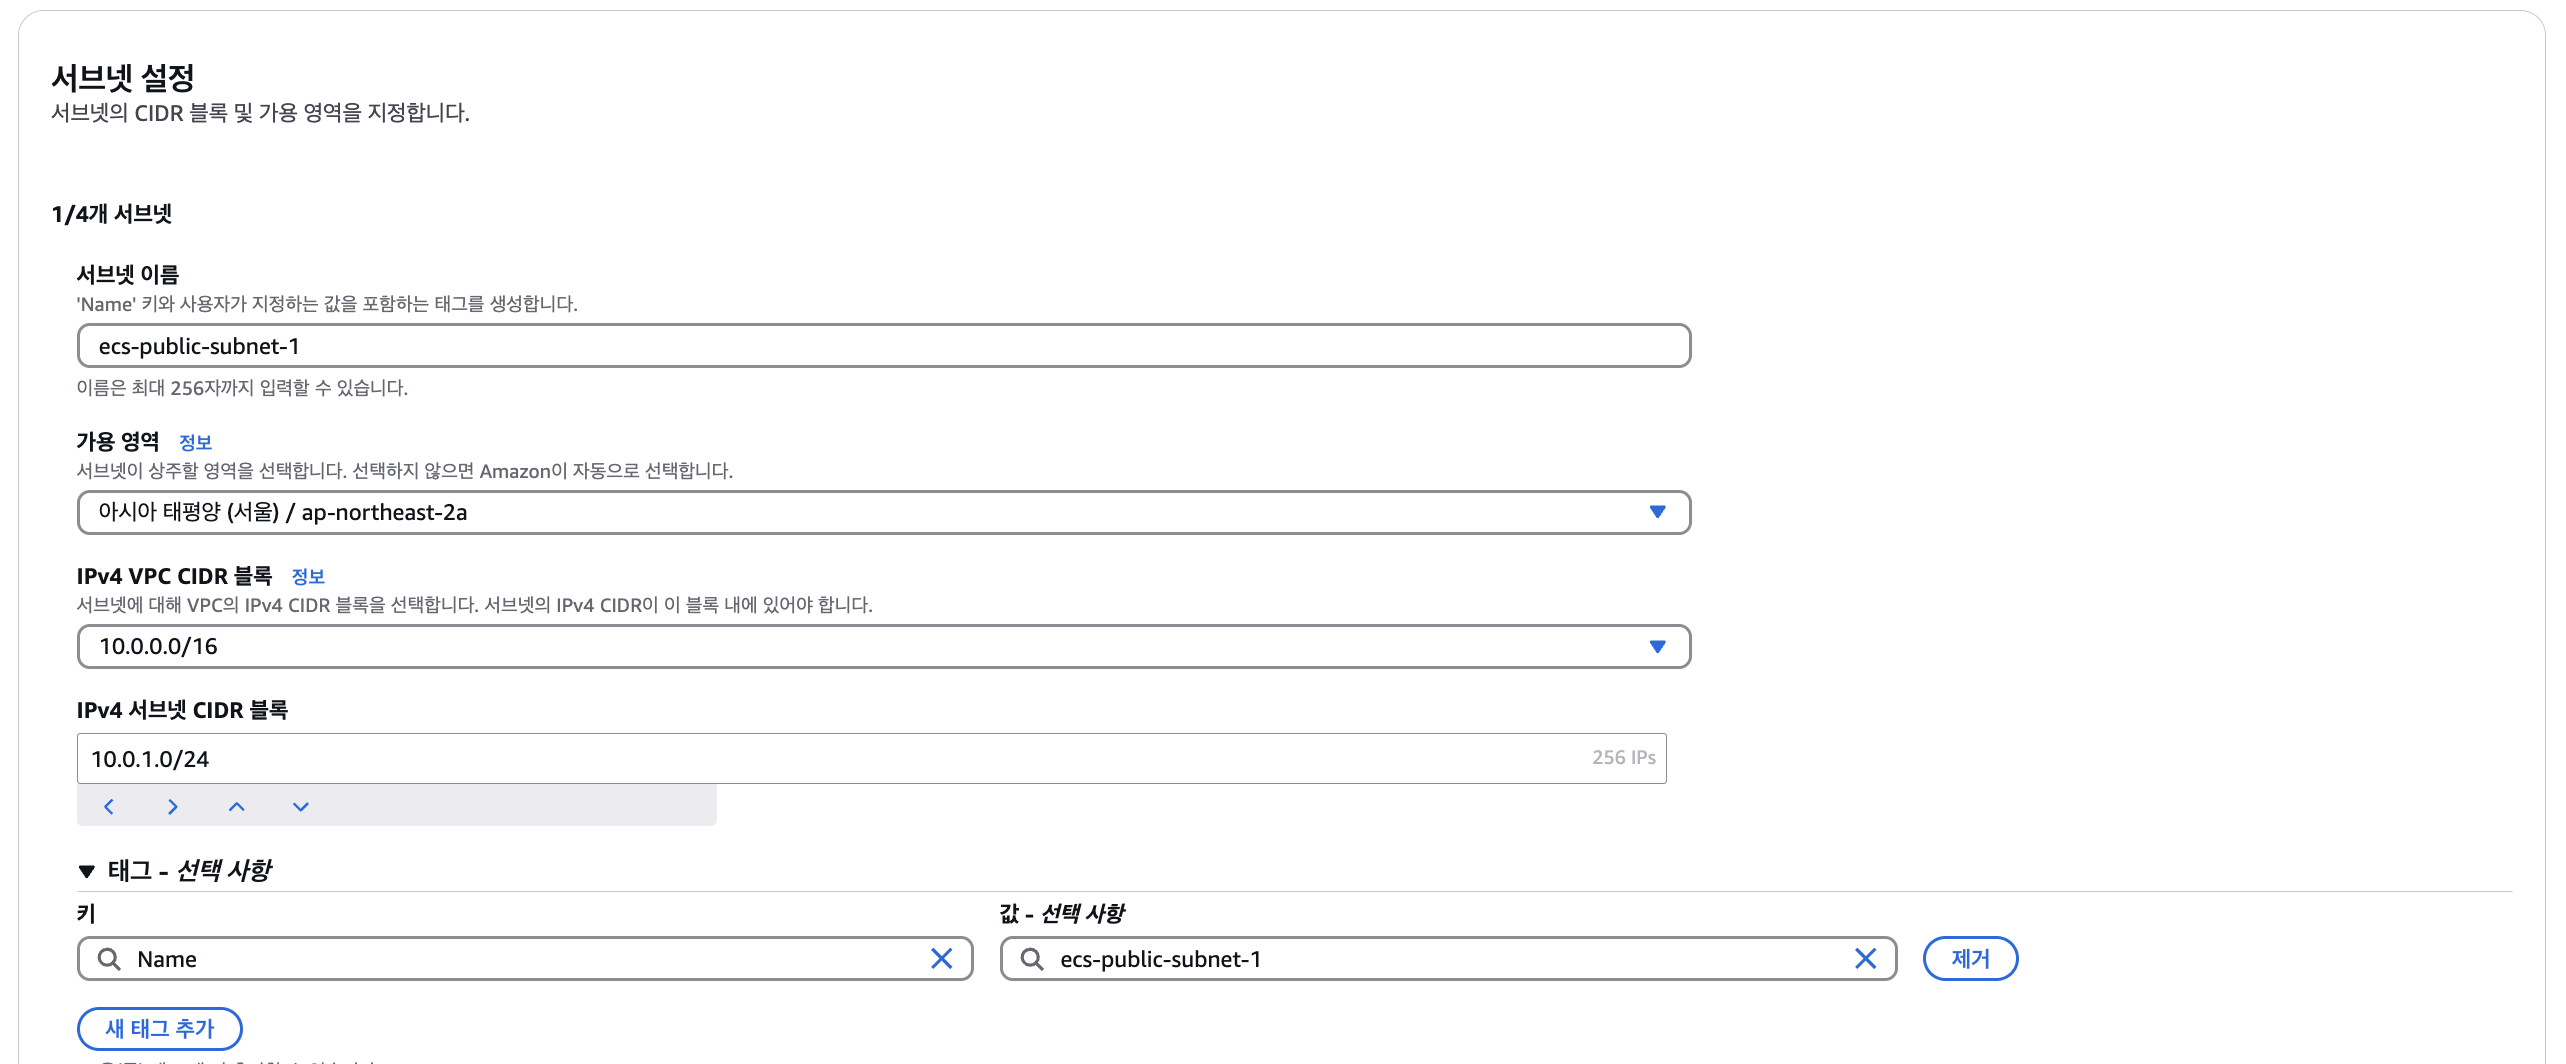 서브넷 설정
서브넷의 CIDR 블록 및 가용 영역을 지정합니다.
1/4개 서브넷
서브넷 이름
'Name' 키와 사용자가 지정하는 값을 포함하는 태그를 생성합니다.
ecs-public-subnet-1
이름은 최대 256자까지 입력할 수 있습니다.
가용 영역 정보
서브넷이 상주할 영역을 선택합니다. 선택하지 않으면 Amazon이 자동으로 선택합니다.
아시아 태평양 (서울) / ap-northeast-2a
IPv4 VPC CIDR 블록 정보
서브넷에 대해 VPC의 IPv4 CIDR 블록을 선택합니다. 서브넷의 IPv4 CIDR이 이 블록 내에 있어야 합니다.
10.0.0.0/16
IPv4 서브넷 CIDR 블록
10.0.1.0/24 256 IPs
태그 - 선택 사항
키 값 - 선택 사항
Name ecs-public-subnet-1 제거
새 태그 추가